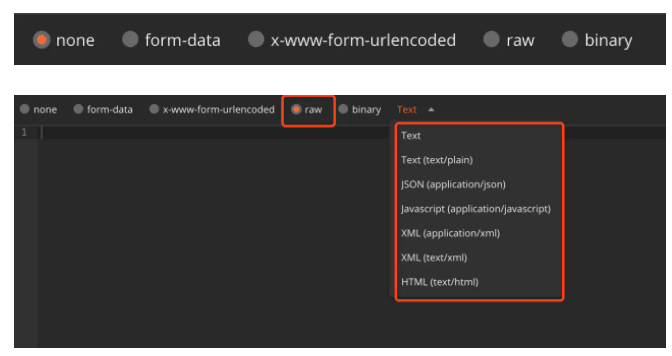 none form-data x-www-form-urlencoded raw binary
none form-data x-www-form-urlencoded raw binary Text
1
Text
Text (text/plain)
JSON (application/json)
Javascript (application/javascript)
XML (application/xml)
XML (text/xml)
HTML (text/html)